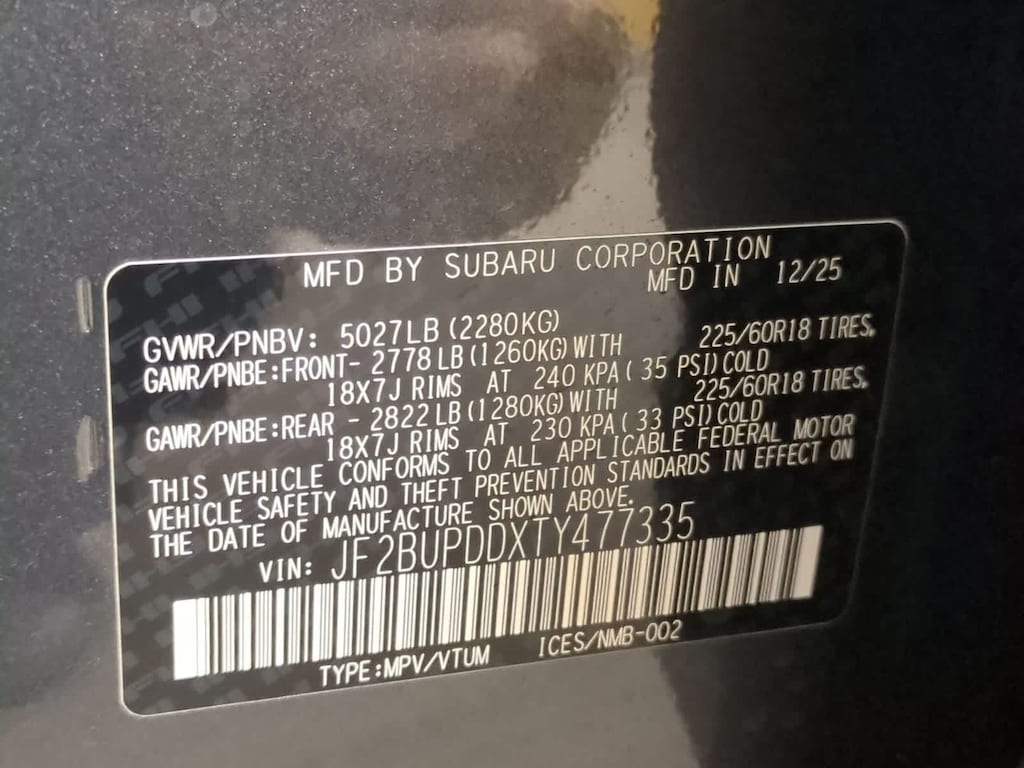 MFD BY SUBARU CORPORATION
MFD IN 12/25
GVWR/PNBV: 5027LB (2280KG)
GAWR/PNBE:FRONT- 2778 LB (1260KG) WITH 225/60R18 TIRES,
18X7J RIMS AT 240 KPA ( 35 PSI) COLD
GAWR/PNBE:REAR - 2822 LB (1280KG) WITH 225/60R18 TIRES,
18X7J RIMS AT 230 KPA ( 33 PSI) COLD
THIS VEHICLE CONFORMS TO ALL APPLICABLE FEDERAL MOTOR
VEHICLE SAFETY AND THEFT PREVENTION STANDARDS IN EFFECT ON
THE DATE OF MANUFACTURE SHOWN ABOVE.
VIN: JF2BUPDDXTY477335
TYPE:MPV/VTUM ICES/NMB-002